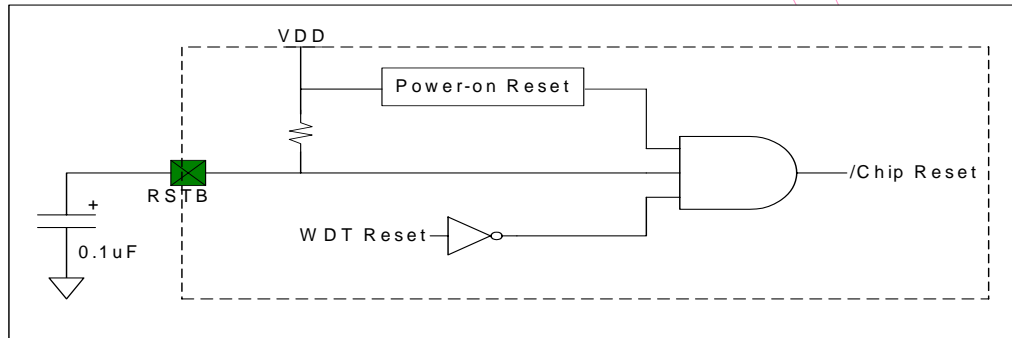 VDD
Power-on Reset
/Chip Reset
RSTB
WDT Reset
+
0.1uF